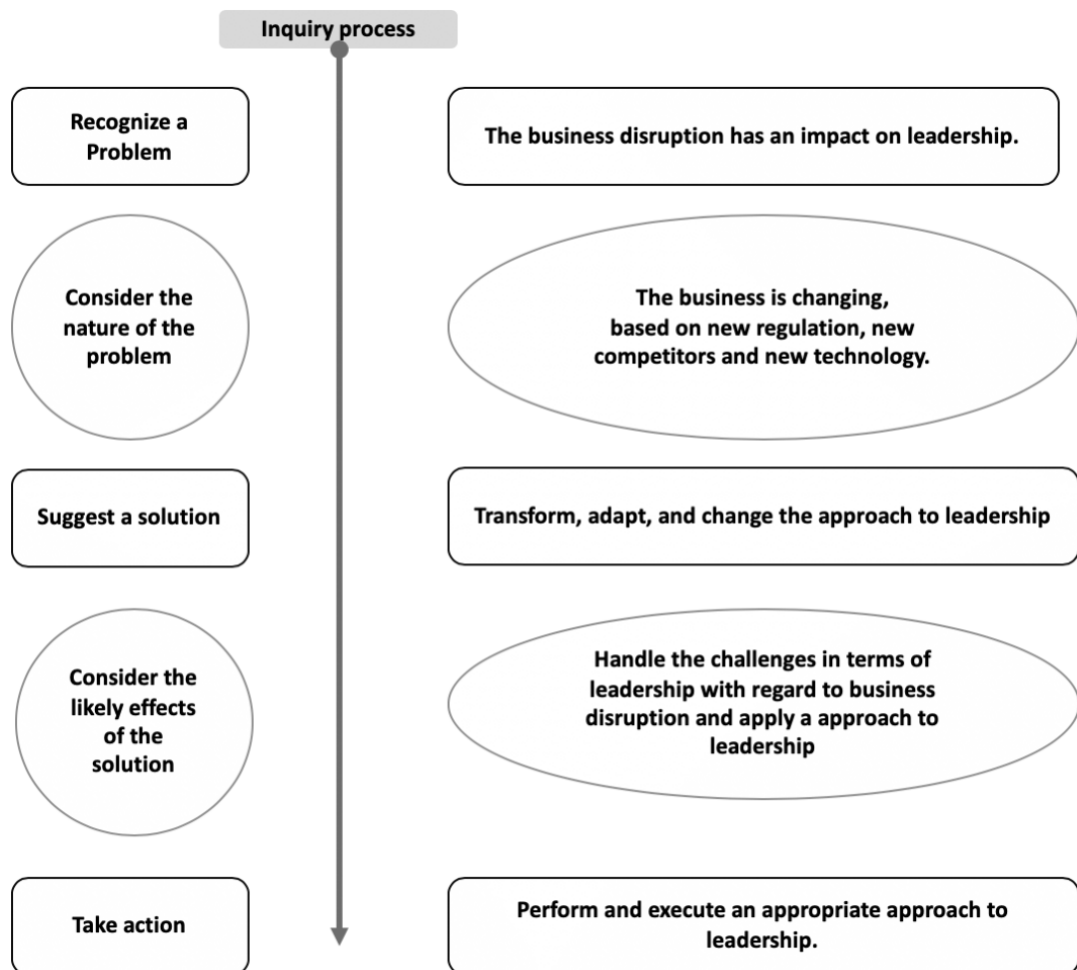 Inquiry process
Recognize a
Problem
The business disruption has an impact on leadership.
Consider the
nature of the
problem
The business is changing,
based on new regulation, new
competitors and new technology.
Suggest a solution
Transform, adapt, and change the approach to leadership
Consider the
likely effects
of the
solution
Handle the challenges in terms of
leadership with regard to business
disruption and apply a approach to
leadership
Take action
Perform and execute an appropriate approach to
leadership.